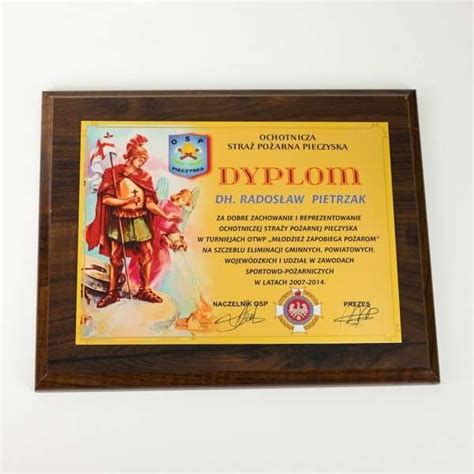 OSP
PIECZYSKA
OCHOTNICZA
STRAŻ POŻARNA PIECZYSKA
DYPLOM
DH. RADOSŁAW PIETRZAK
ZA DOBRE ZACHOWANIE I REPREZENTOWANIE
OCHOTNICZEJ STRAŻY POŻARNEJ PIECZYSKA
W TURNIEJACH OTWP „MŁODZIEŻ ZAPOBIEGA POŻAROM"
NA SZCZEBLU ELIMINACJI GMINNYCH, POWIATOWYCH,
WOJEWÓDZKICH I UDZIAŁ W ZAWODACH
SPORTOWO-POŻARNICZYCH
W LATACH 2007-2014.
NACZELNIK OSP PREZES